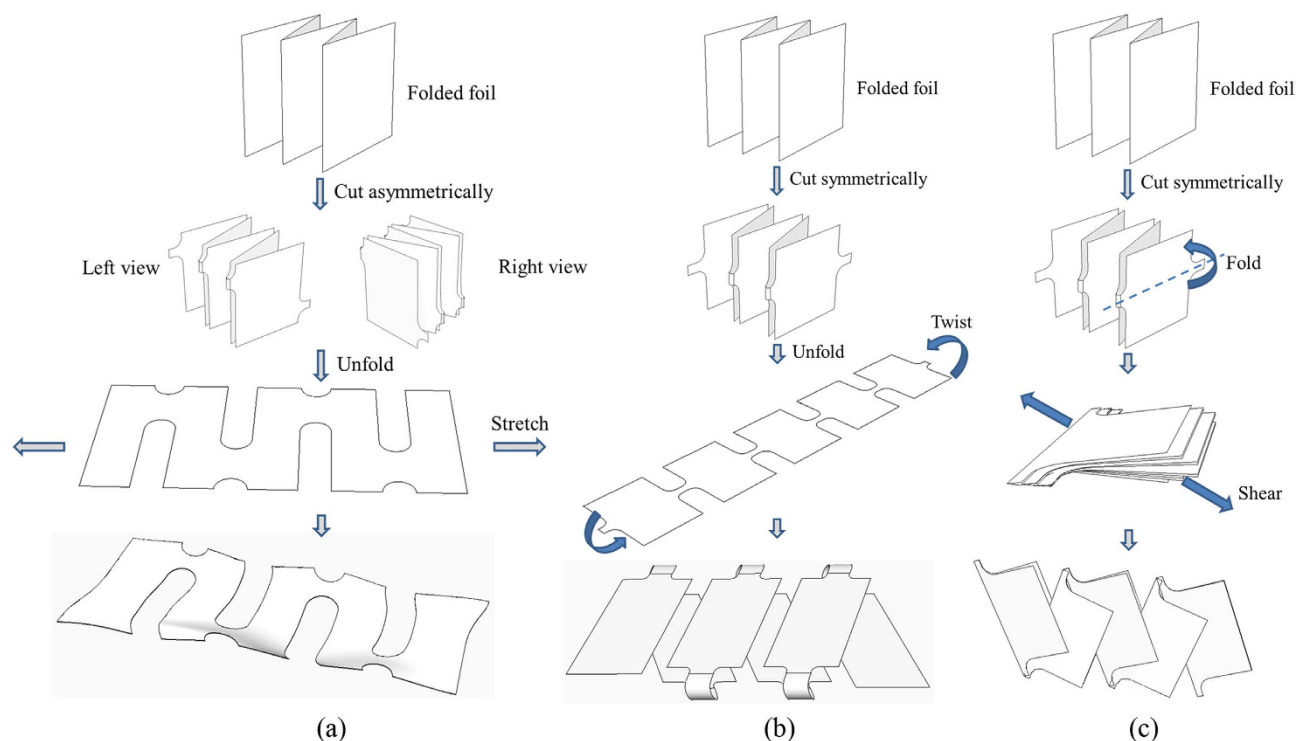 Folded foil
Cut asymmetrically
Left view
Right view
Unfold
Stretch
(a)
Folded foil
Cut symmetrically
Unfold
Twist
(b)
Folded foil
Cut symmetrically
Fold
Shear
(c)